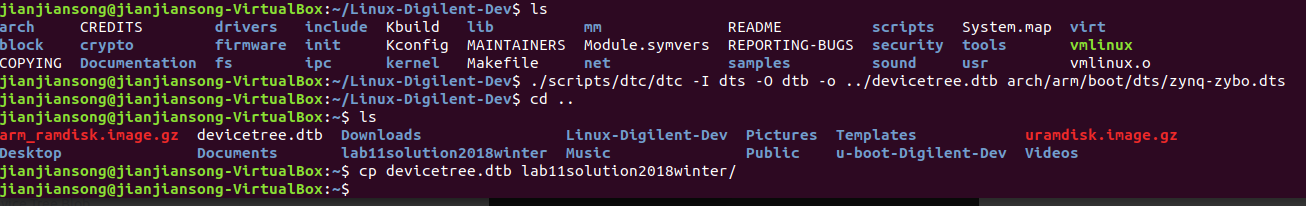 jianjiansong@jianjiansong-VirtualBox:~/Linux-Digilent-Dev$ ls
arch CREDITS drivers include Kbuild lib mm README scripts System.map virt
block crypto firmware init Kconfig MAINTAINERS Module.symvers REPORTING-BUGS security tools vmlinux
COPYING Documentation fs ipc kernel Makefile net samples sound usr vmlinux.o
jianjiansong@jianjiansong-VirtualBox:~/Linux-Digilent-Dev$ ./scripts/dtc/dtc -I dts -O dtb -o ../devicetree.dtb arch/arm/boot/dts/zynq-zybo.dts
jianjiansong@jianjiansong-VirtualBox:~/Linux-Digilent-Dev$ cd ..
jianjiansong@jianjiansong-VirtualBox:~$ ls
arm_ramdisk.image.gz devicetree.dtb Downloads Linux-Digilent-Dev Pictures Templates uramdisk.image.gz
Desktop Documents lab11solution2018winter Music Public u-boot-Digilent-Dev Videos
jianjiansong@jianjiansong-VirtualBox:~$ cp devicetree.dtb lab11solution2018winter/
jianjiansong@jianjiansong-VirtualBox:~$